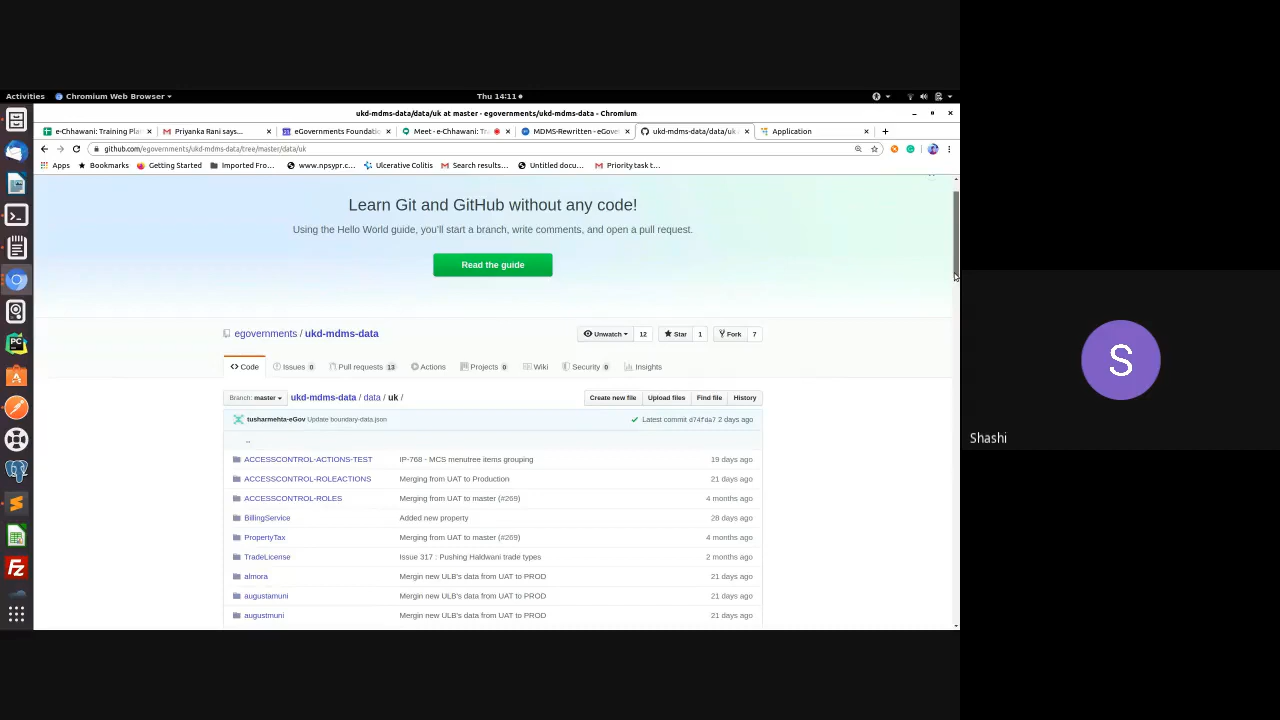 Activities Chromium Web Browser Thu 14:11
ukd-mdms-data/data/uk at master · egovernments/ukd-mdms-data - Chromium
e-Chhawani: Training Pla Priyanka Rani says... eGovernments Foundatio Meet - e-Chhawani: Tra MDMS-Rewritten - eGove ukd-mdms-data/data/uk Application
github.com/egovernments/ukd-mdms-data/tree/master/data/uk
Apps Bookmarks Getting Started Imported Fro... www.npsypr.c... Ulcerative Colitis Search results... Untitled docu... Priority task t...
Learn Git and GitHub without any code!
Using the Hello World guide, you'll start a branch, write comments, and open a pull request.
Read the guide
egovernments / ukd-mdms-data Unwatch 12 Star 1 Fork 7
Code Issues 0 Pull requests 13 Actions Projects 0 Wiki Security 0 Insights
Branch: master ukd-mdms-data / data / uk / Create new file Upload files Find file History
tusharmehta-eGov Update boundary-data.json Latest commit d74fda7 2 days ago
..
ACCESSCONTROL-ACTIONS-TEST IP-768 - MCS menutree items grouping 19 days ago
ACCESSCONTROL-ROLEACTIONS Merging from UAT to Production 21 days ago
ACCESSCONTROL-ROLES Merging from UAT to master (#269) 4 months ago
BillingService Added new property 28 days ago
PropertyTax Merging from UAT to master (#269) 4 months ago
TradeLicense Issue 317 : Pushing Haldwani trade types 2 months ago
almora Mergin new ULB's data from UAT to PROD 21 days ago
augustamuni Mergin new ULB's data from UAT to PROD 21 days ago
augustmuni Mergin new ULB's data from UAT to PROD 21 days ago
S
Shashi